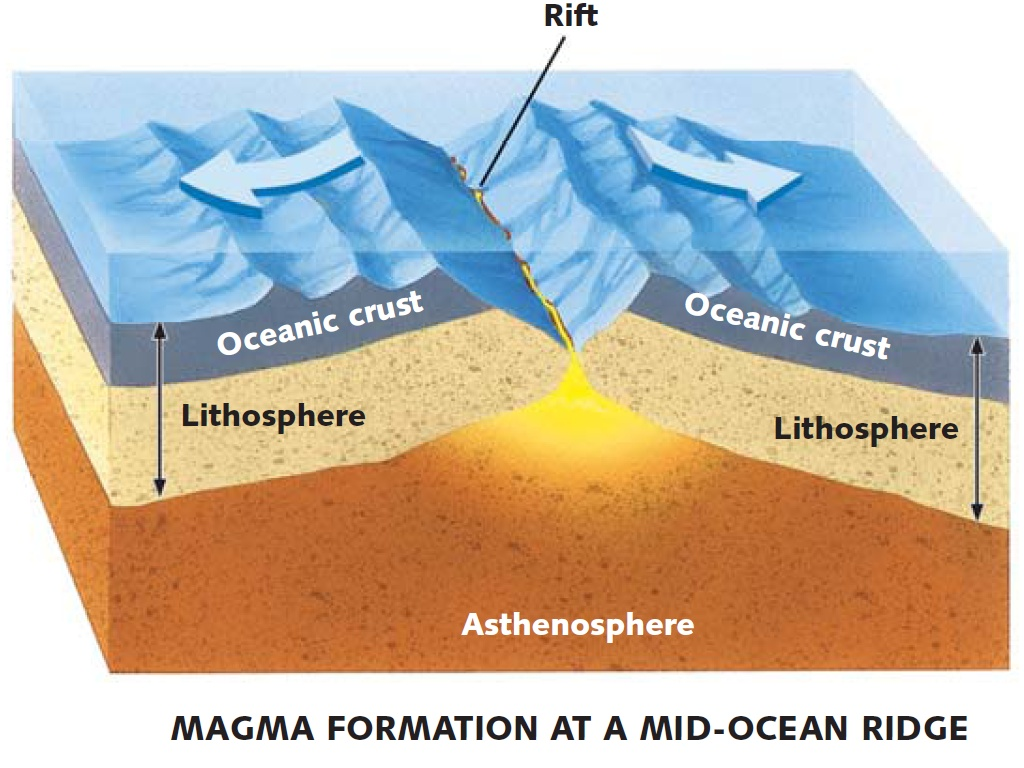 Rift
Oceanic crust
Oceanic crust
Lithosphere
Lithosphere
Asthenosphere
MAGMA FORMATION AT A MID-OCEAN RIDGE